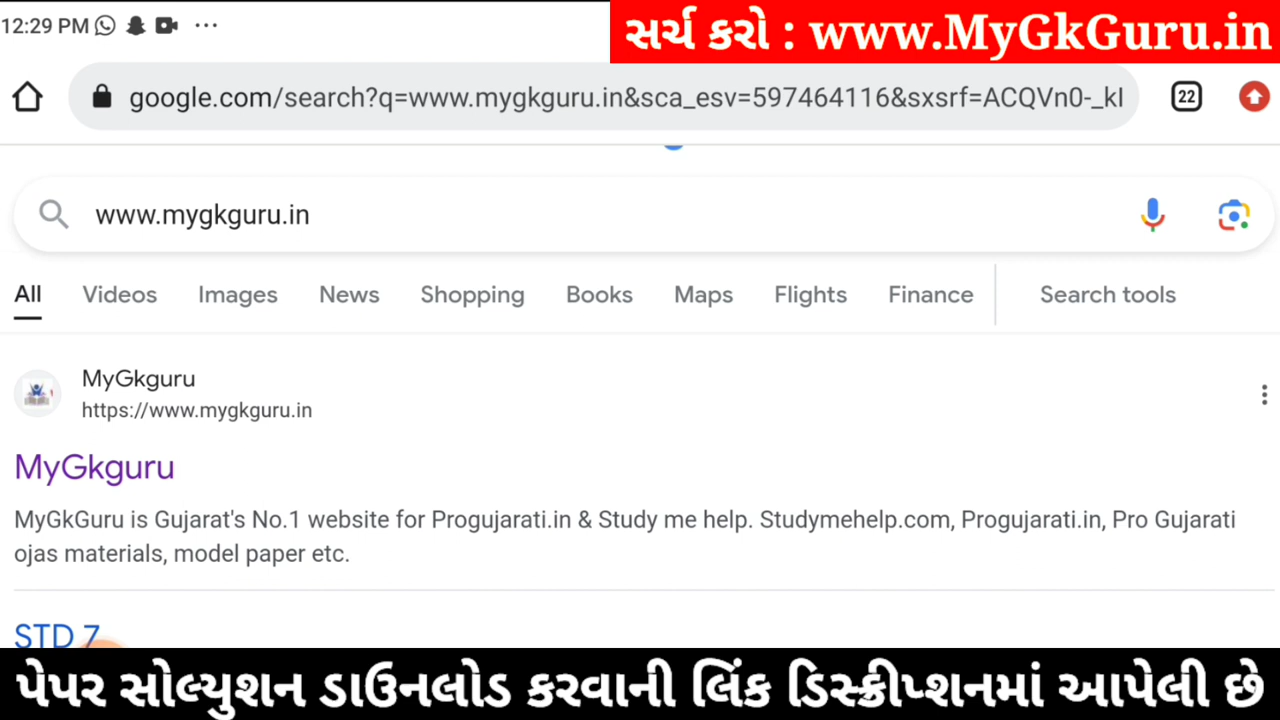 12:29 PM
સર્ચ કરો : www.MyGkGuru.in
google.com/search?q=www.mygkguru.in&sca_esv=597464116&sxsrf=ACQVn0-_kI
22
www.mygkguru.in
All Videos Images News Shopping Books Maps Flights Finance Search tools
MyGkguru
https://www.mygkguru.in
MyGkguru
MyGkGuru is Gujarat's No.1 website for Progujarati.in & Study me help. Studymehelp.com, Progujarati.in, Pro Gujarati
ojas materials, model paper etc.
STD 7
પેપર સોલ્યુશન ડાઉનલોડ કરવાની લિંક ડિસ્ક્રીપ્શનમાં આપેલી છે